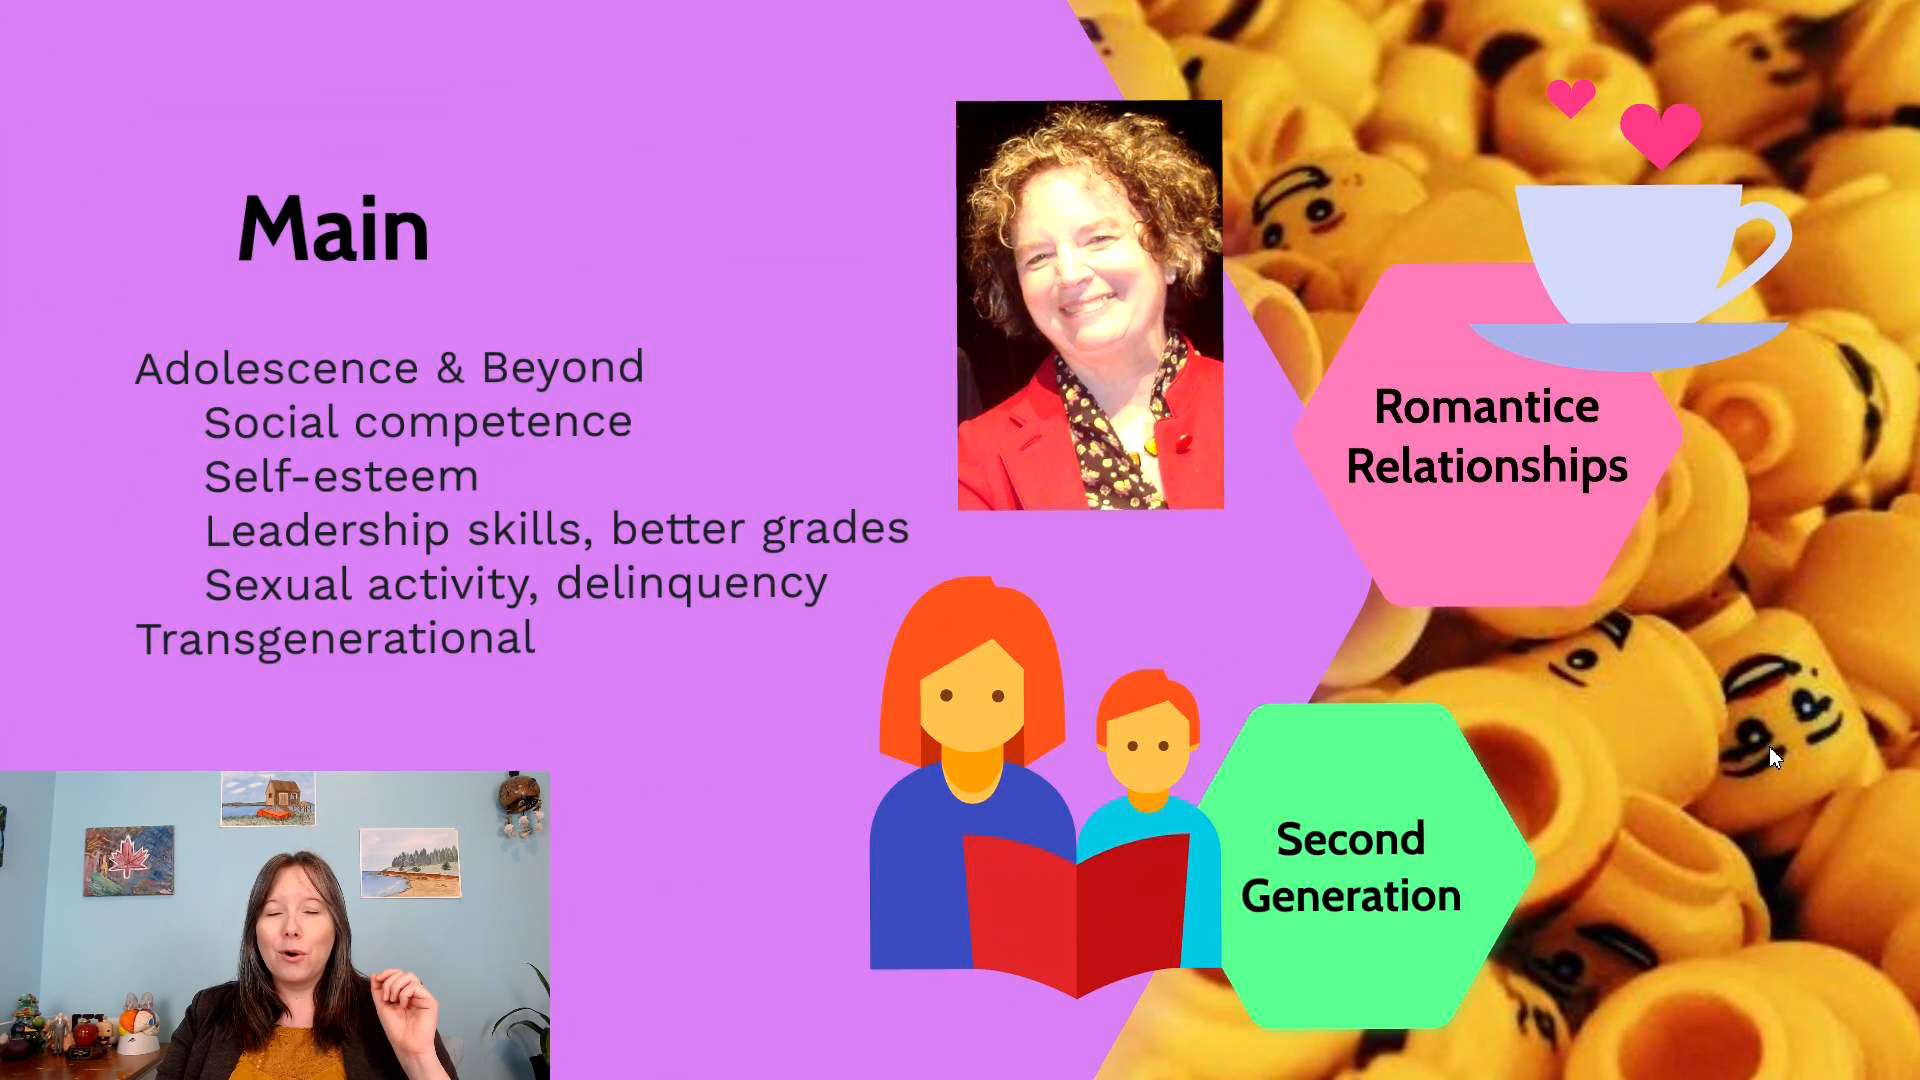 Main
Adolescence & Beyond
Social competence
Self-esteem
Leadership skills, better grades
Sexual activity, delinquency
Transgenerational
Romantice
Relationships
Second
Generation